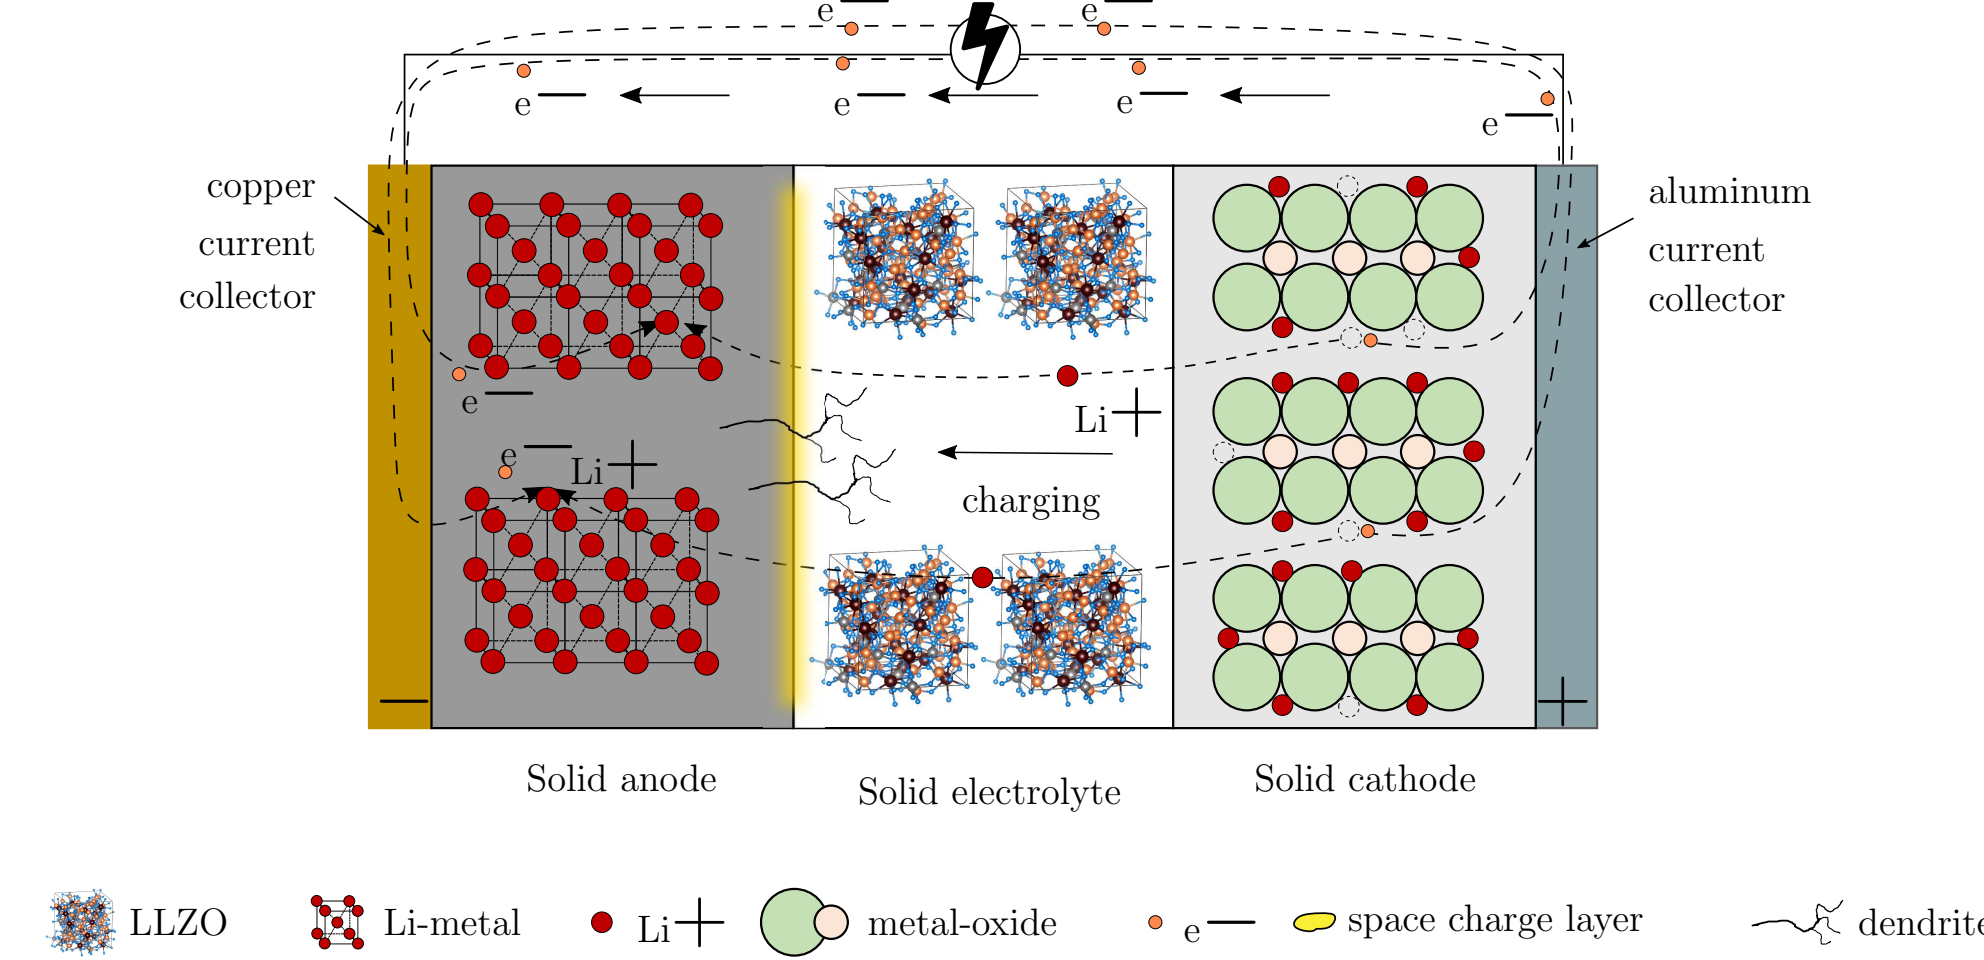 e−
e−
e−
e−
e−
e−
copper
current
collector
aluminum
current
collector
e−
Li+
e−
Li+
charging
−
+
Solid anode
Solid electrolyte
Solid cathode
LLZO
Li-metal
Li+
metal-oxide
e−
space charge layer
dendrite